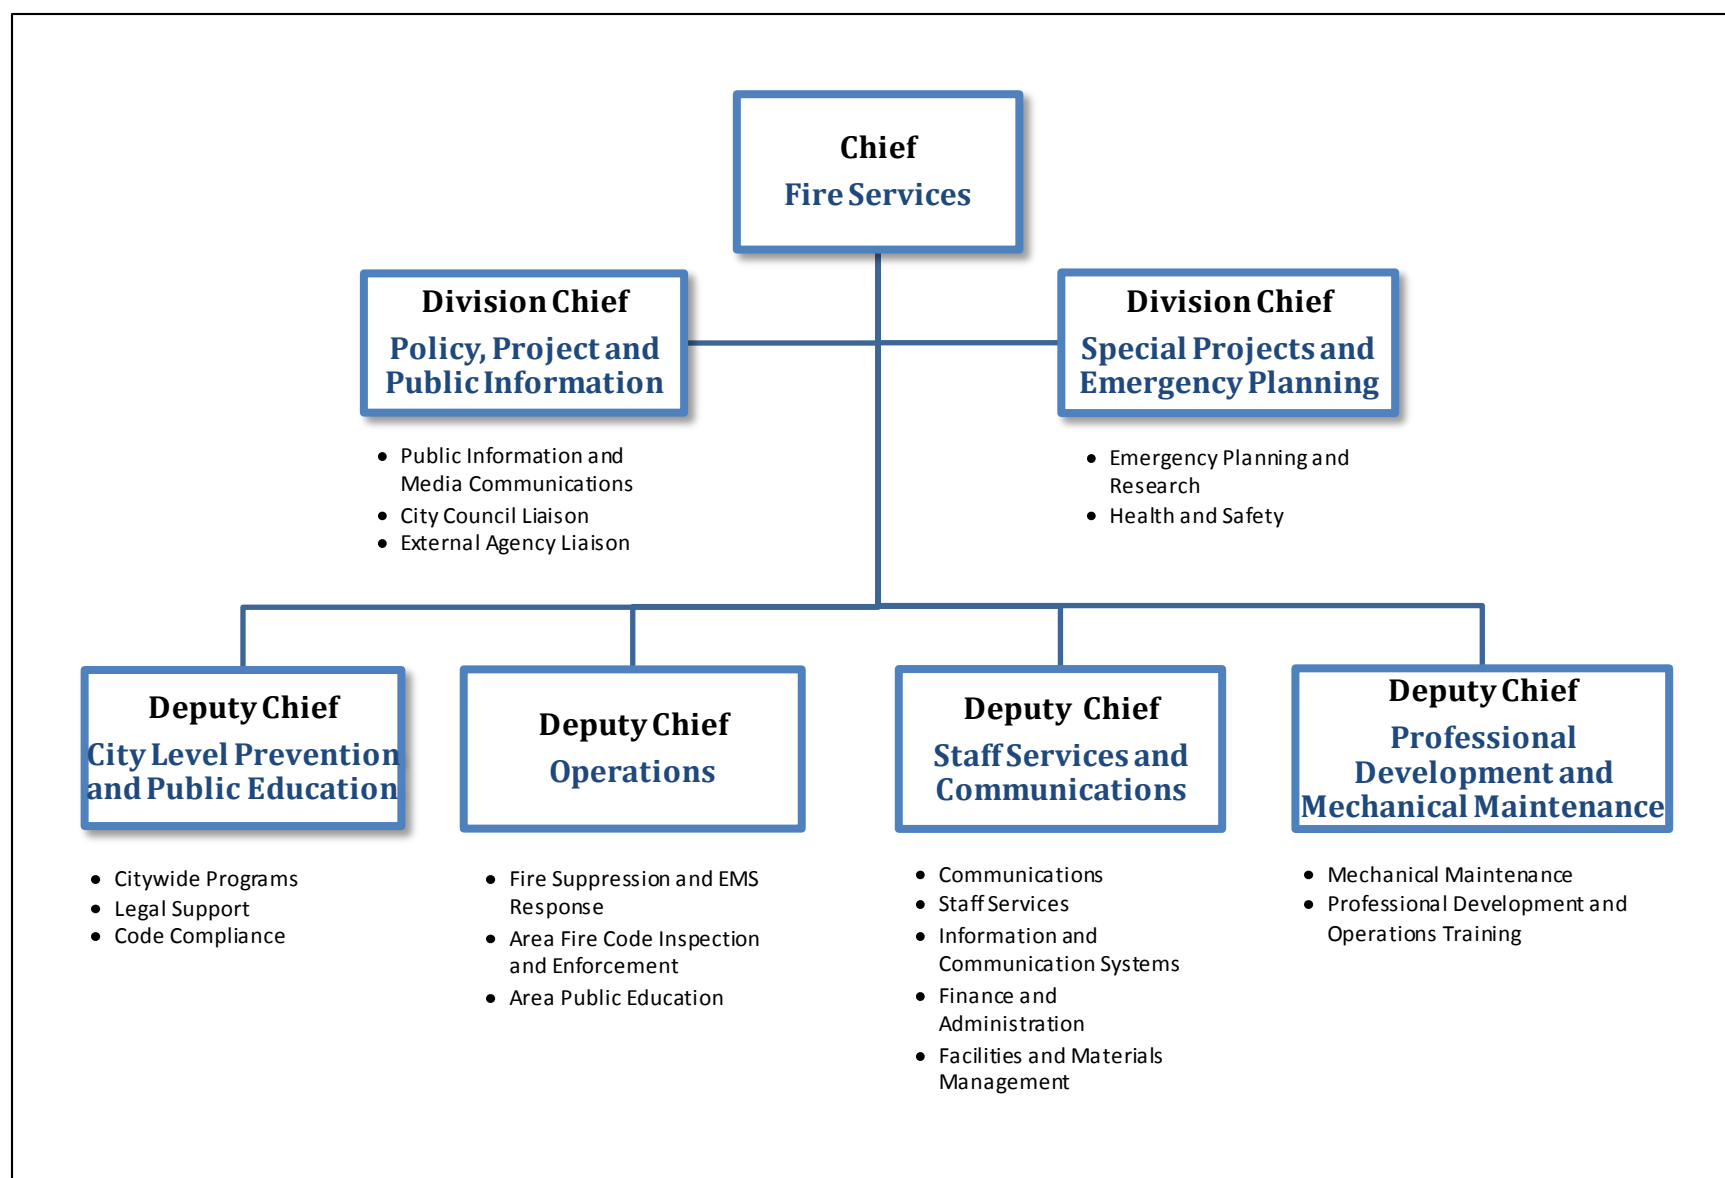 Chief
Fire Services
Division Chief
Policy, Project and
Public Information
Division Chief
Special Projects and
Emergency Planning
• Public Information and
Media Communications
• City Council Liaison
• External Agency Liaison
• Emergency Planning and
Research
• Health and Safety
Deputy Chief
City Level Prevention
and Public Education
Deputy Chief
Operations
Deputy Chief
Staff Services and
Communications
Deputy Chief
Professional
Development and
Mechanical Maintenance
• Citywide Programs
• Legal Support
• Code Compliance
• Fire Suppression and EMS
Response
• Area Fire Code Inspection
and Enforcement
• Area Public Education
• Communications
• Staff Services
• Information and
Communication Systems
• Finance and
Administration
• Facilities and Materials
Management
• Mechanical Maintenance
• Professional Development and
Operations Training